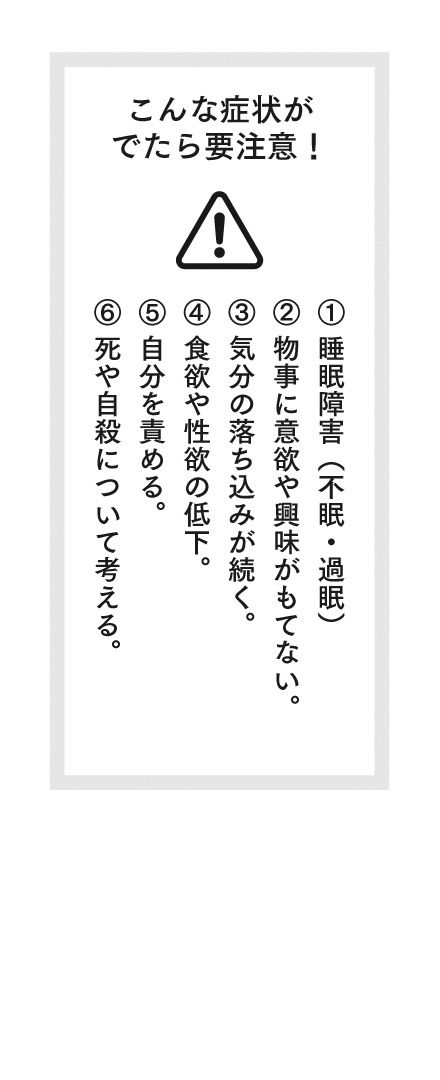 こんな症状が
でたら要注意！
①睡眠障害（不眠・過眠）
②物事に意欲や興味がもてない。
③気分の落ち込みが続く。
④食欲や性欲の低下。
⑤自分を責める。
⑥死や自殺について考える。